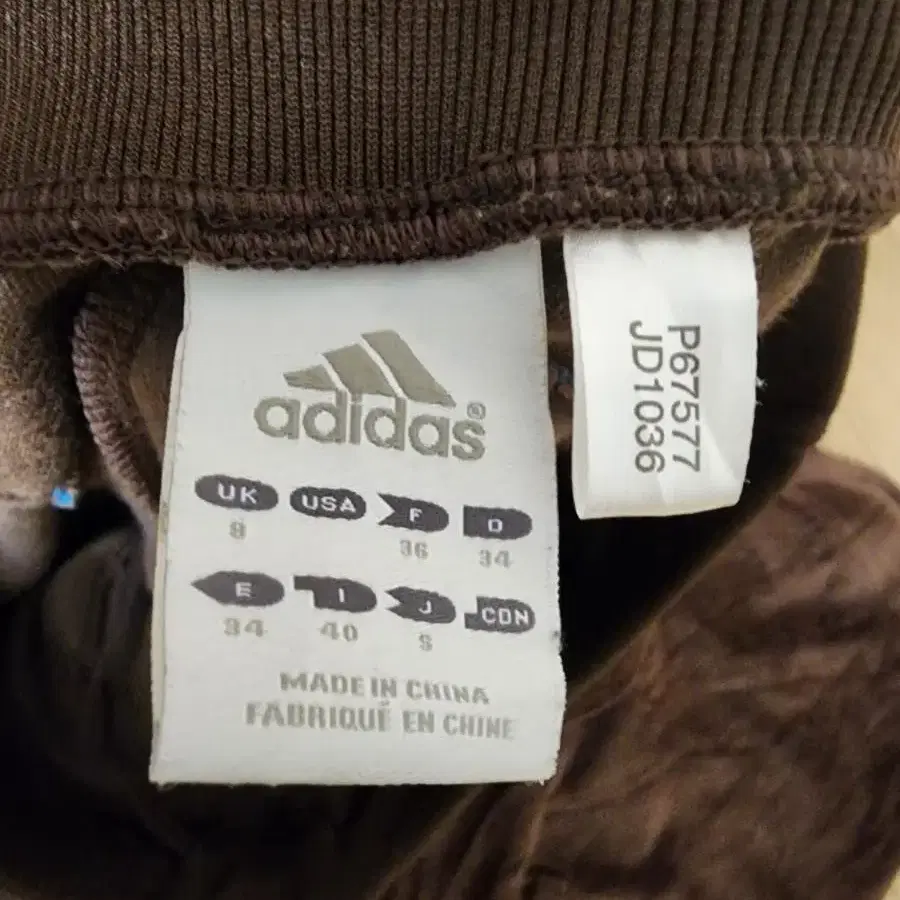 adidas®
UK USA F D
8 36 34
E I J CDN
34 40 S
MADE IN CHINA
FABRIQUÉ EN CHINE
P67577
JD1036